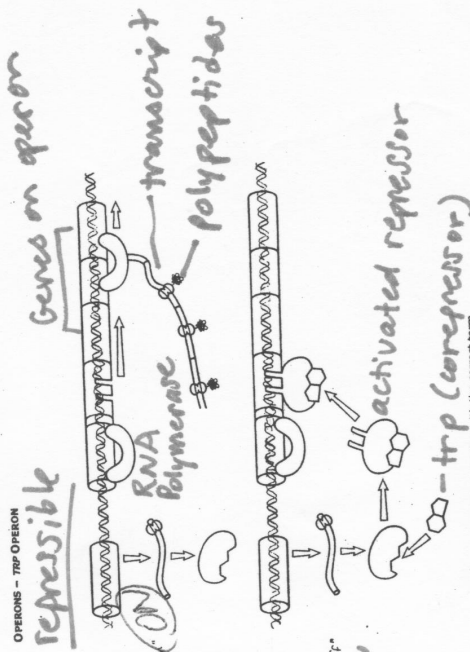 OPERONS – TRP OPERON
repressible
Genes on operon
RNA
Polymerase
transcript
polypeptides
"ON
activated repressor
trp (corepressor)